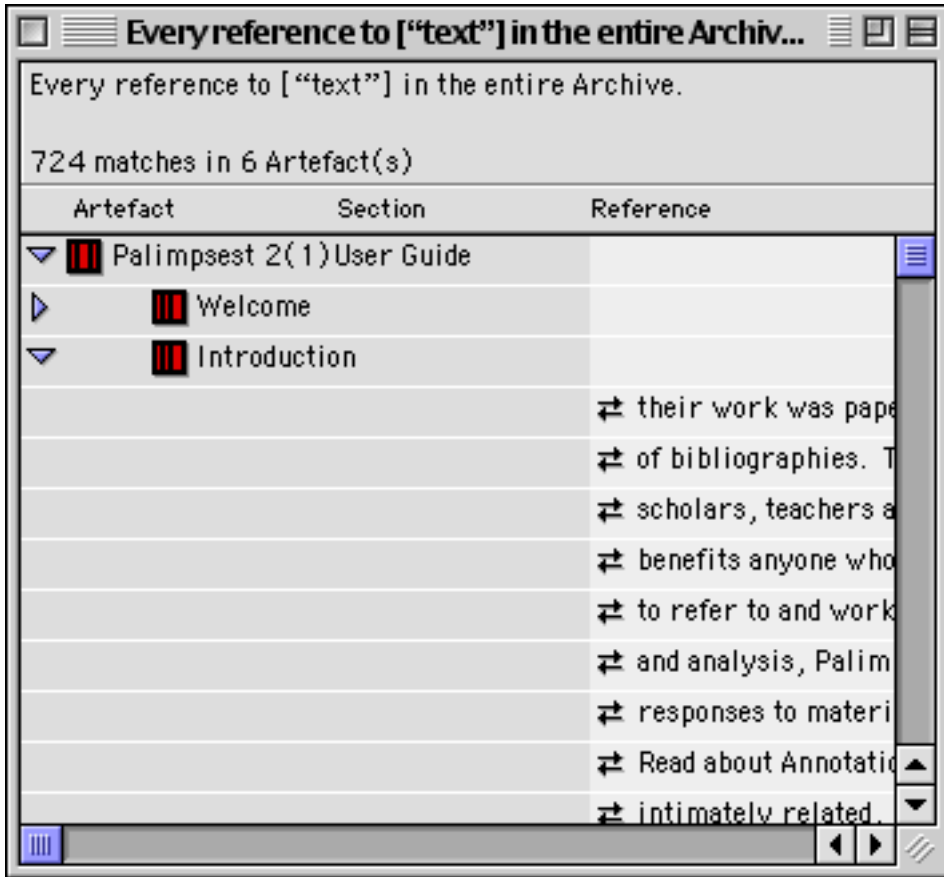 Every reference to [“text”] in the entire Archiv...
Every reference to [“text”] in the entire Archive.
724 matches in 6 Artefact(s)
Artefact Section Reference
Palimpsest 2(1)User Guide
Welcome
Introduction
their work was pape
of bibliographies. T
scholars, teachers a
benefits anyone who
to refer to and work
and analysis, Palim
responses to materi
Read about Annotatio
intimately related.